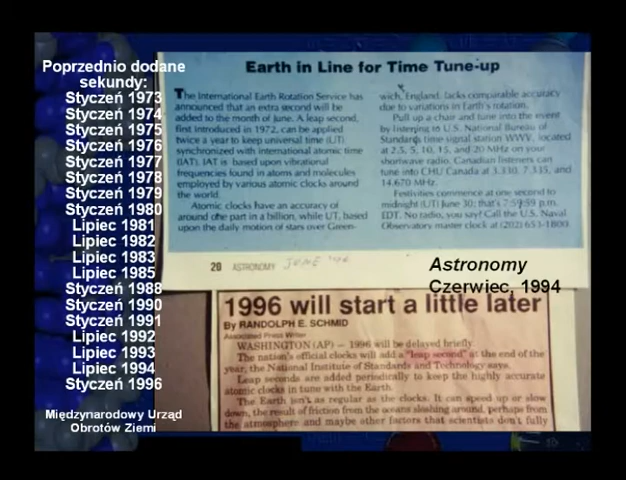 Poprzednio dodane
sekundy:
Styczeń 1973
Styczeń 1974
Styczeń 1975
Styczeń 1976
Styczeń 1977
Styczeń 1978
Styczeń 1979
Styczeń 1980
Lipiec 1981
Lipiec 1982
Lipiec 1983
Lipiec 1985
Styczeń 1988
Styczeń 1990
Styczeń 1991
Lipiec 1992
Lipiec 1993
Lipiec 1994
Styczeń 1996
Międzynarodowy Urząd
Obrotów Ziemi
Earth in Line for Time Tune-up
The International Earth Rotation Service has
announced that an extra second will be
added to the month of June. A leap second,
first introduced in 1972, can be applied
twice a year to keep universal time (UT)
synchronized with international atomic time
(IAT). IAT is based upon vibrational
frequencies found in atoms and molecules
employed by various atomic clocks around
the world.
Atomic clocks have an accuracy of
around one part in a billion, while UT, based
upon the daily motion of stars over Green-
wich, England, lacks comparable accuracy
due to variations in Earth's rotation.
Pull up a chair and tune into the event
by listening to U.S. National Bureau of
Standards time signal station WWV, located
at 2.5, 5, 10, 15, and 20 MHz on your
shortwave radio. Canadian listeners can
tune into CHU Canada at 3.330, 7.335, and
14.670 MHz.
Festivities commence at one second to
midnight (UT) June 30; that's 7:59:59 p.m.
EDT. No radio, you say? Call the U.S. Naval
Observatory master clock at (202) 653-1800.
20 ASTRONOMY JUNE
Astronomy
Czerwiec, 1994
1996 will start a little later
By RANDOLPH E. SCHMID
Associated Press Writer
WASHINGTON (AP) — 1996 will be delayed briefly.
The nation's official clocks will add a "leap second" at the end of the
year, the National Institute of Standards and Technology says.
Leap seconds are added periodically to keep the highly accurate
atomic clocks in tune with the Earth.
The Earth isn't as regular as the clocks. It can speed up or slow
down, the result of friction from the oceans sloshing around, perhaps from
the atmosphere and maybe other factors that scientists don't fully